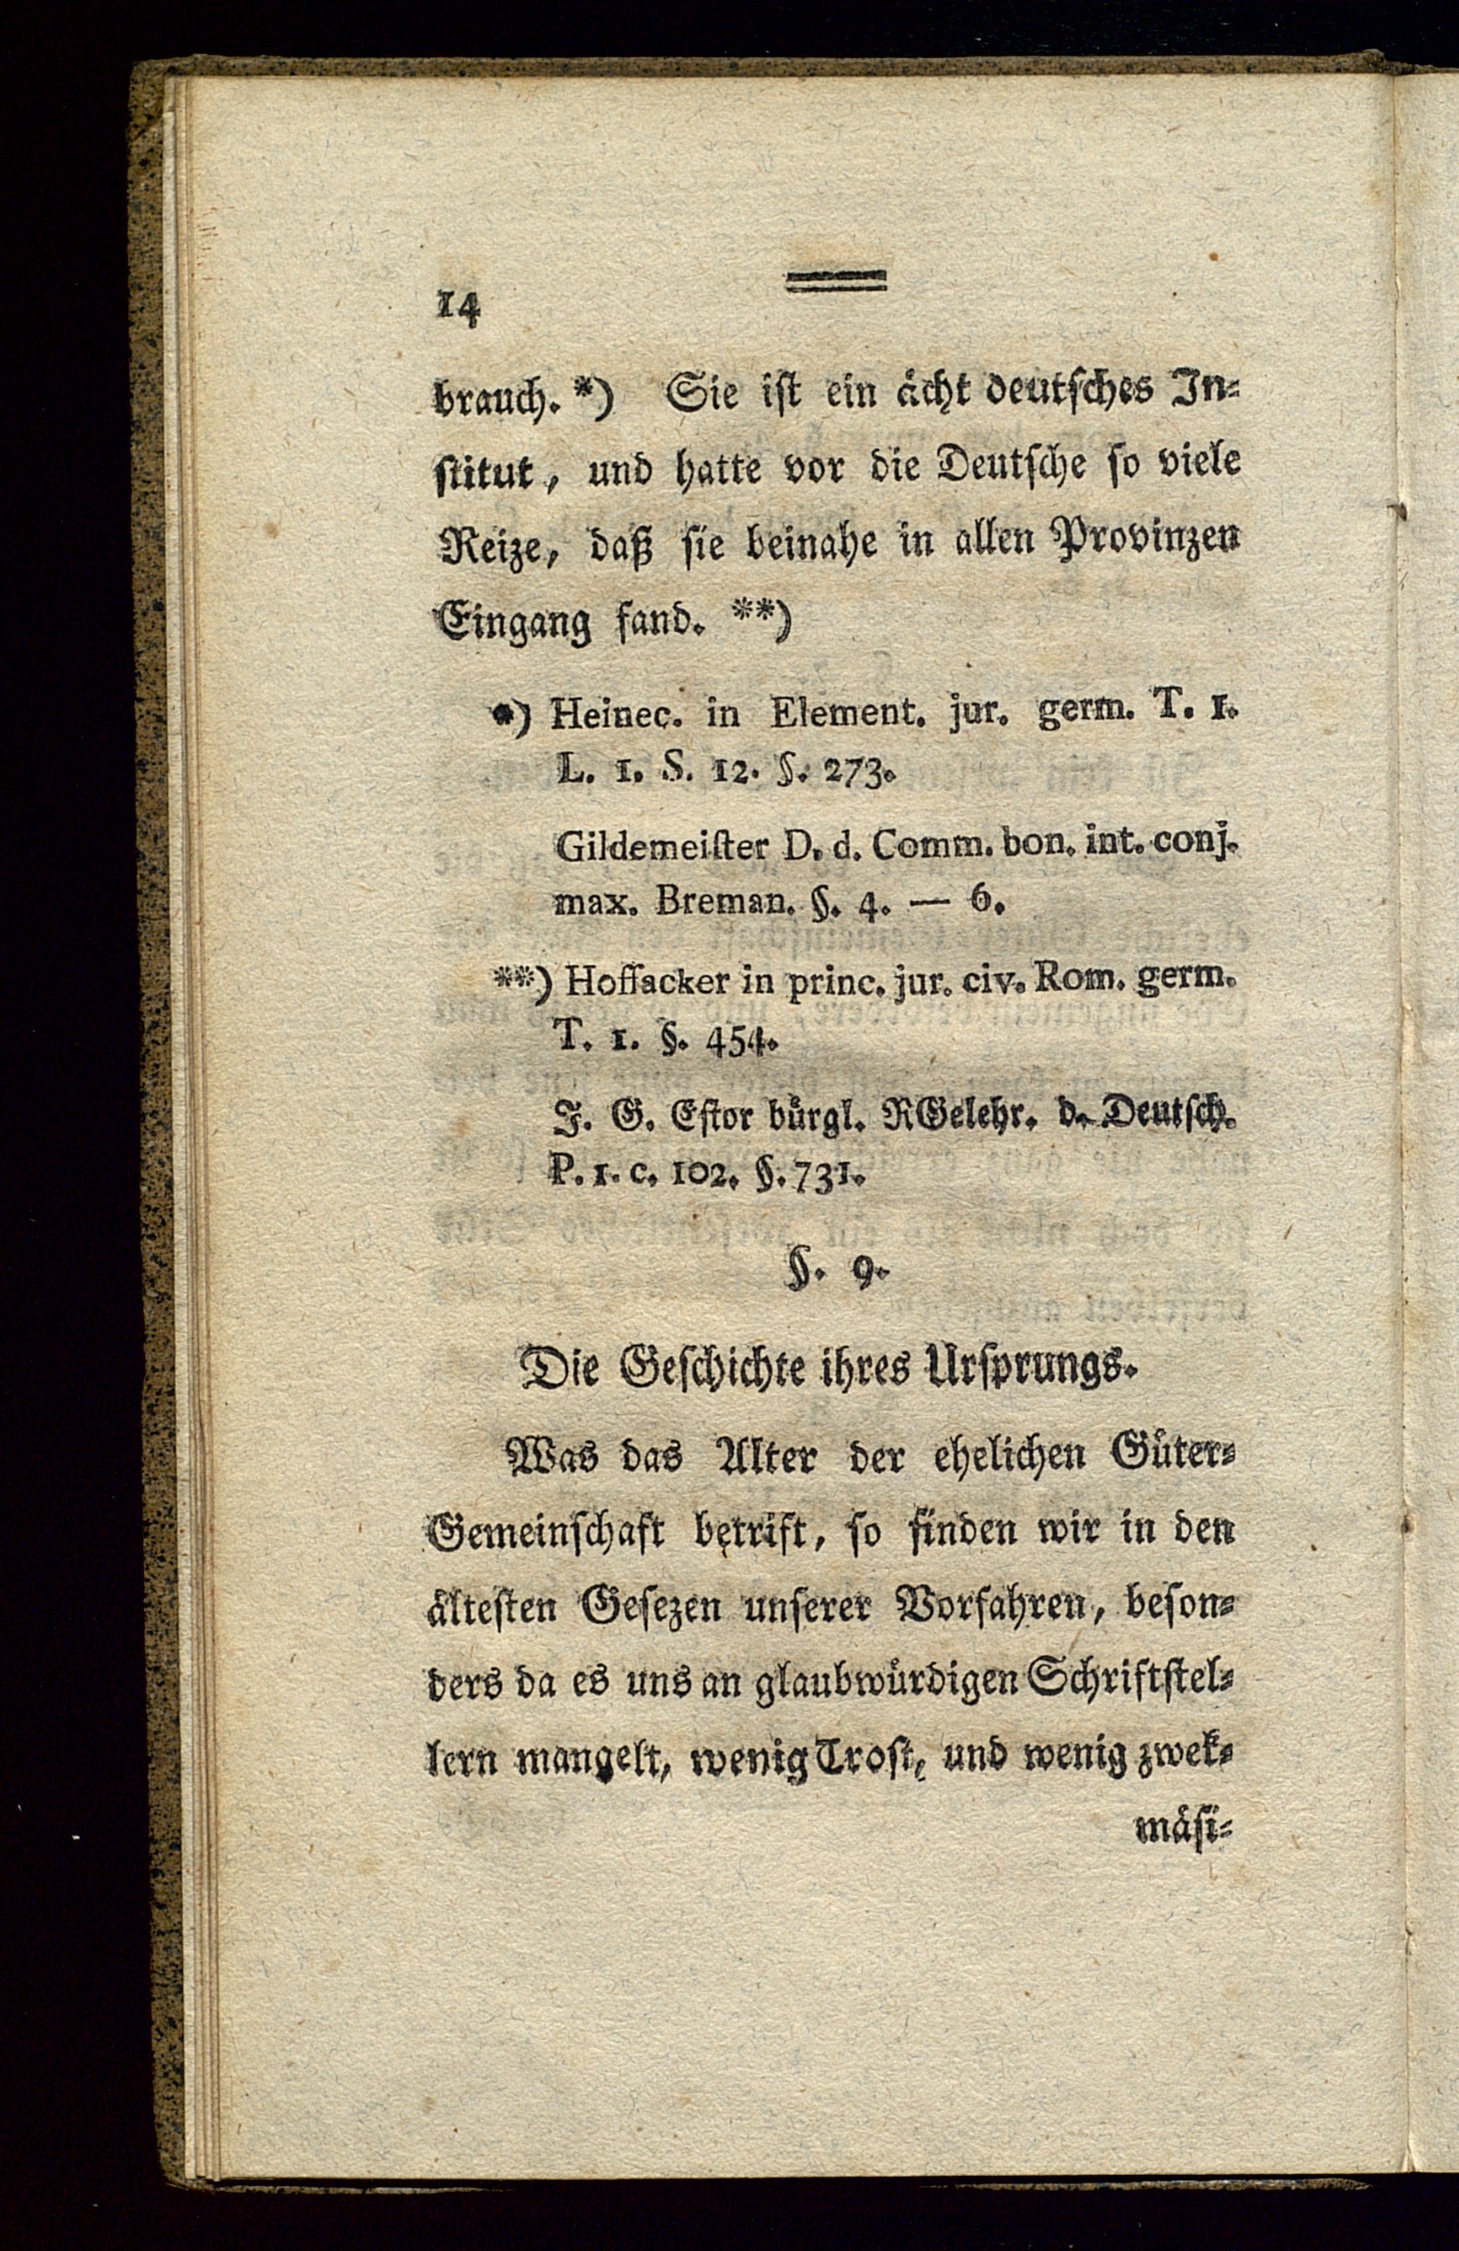 14
brauch. *) Sie ist ein ächt deutsches In-
stitut, und hatte vor die Deutsche so viele
Reize, daß sie beinahe in allen Provinzen
Eingang fand. **)
*) Heinec. in Element. jur. germ. T. 1.
L. 1. S. 12. §. 273.
Gildemeister D. d. Comm. bon. int. conj.
max. Breman. §. 4. — 6.
**) Hoffacker in princ. jur. civ. Rom. germ.
T. 1. §. 454.
J. G. Estor bürgl. RGelehr. d. Deutsch.
P. 1. c. 102. §. 731.
§. 9.
Die Geschichte ihres Ursprungs.
Was das Alter der ehelichen Güter-
Gemeinschaft betrift, so finden wir in den
ältesten Gesezen unserer Vorfahren, beson-
ders da es uns an glaubwürdigen Schriftstel-
lern mangelt, wenig Trost, und wenig zwek-
mäsi-